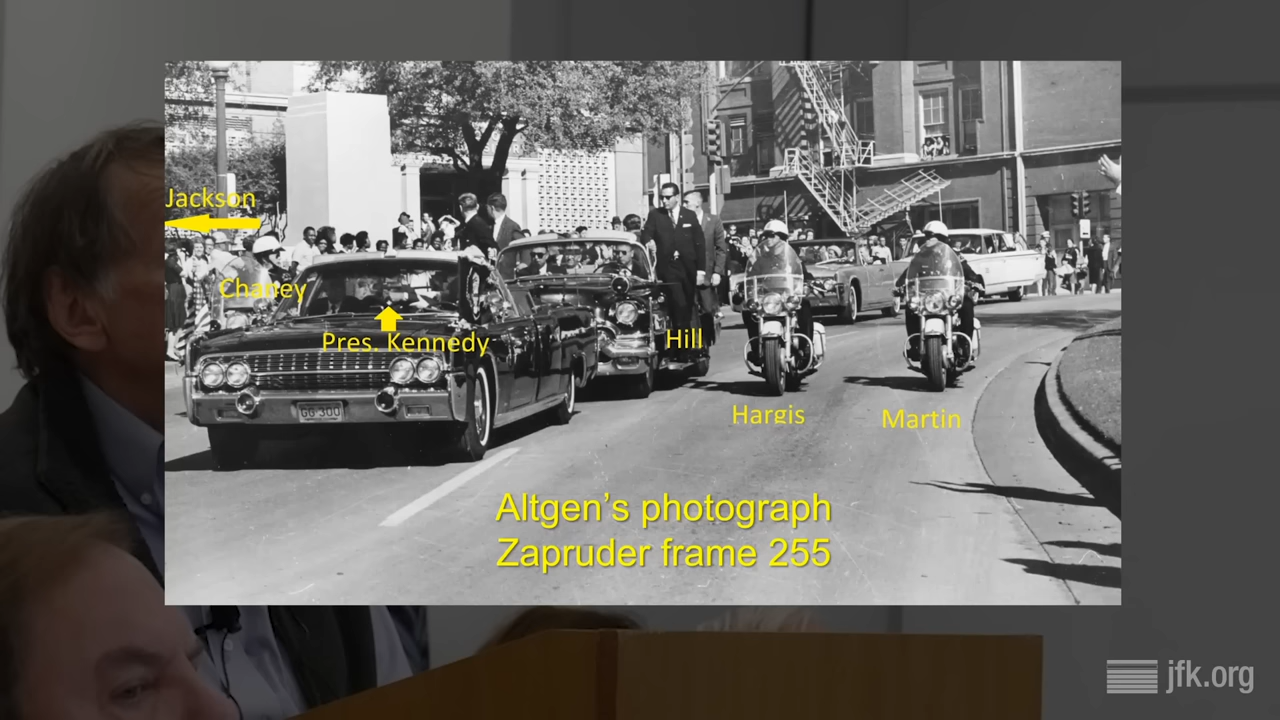 Jackson
Chaney
Pres. Kennedy
Hill
GG 300
Hargis
Martin
Altgen's photograph
Zapruder frame 255
jfk.org